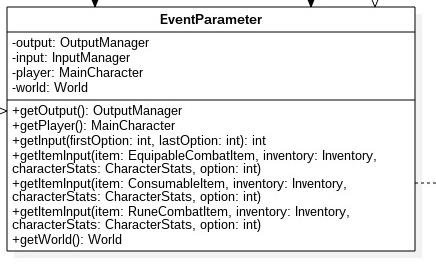 EventParameter
-output: OutputManager
-input: InputManager
-player: MainCharacter
-world: World
+getOutput(): OutputManager
+getPlayer(): MainCharacter
+getInput(firstOption: int, lastOption: int): int
+getItemInput(item: EquipableCombatItem, inventory: Inventory,
characterStats: CharacterStats, option: int)
+getItemInput(item: ConsumableItem, inventory: Inventory,
characterStats: CharacterStats, option: int)
+getItemInput(item: RuneCombatItem, inventory: Inventory,
characterStats: CharacterStats, option: int)
+getWorld(): World